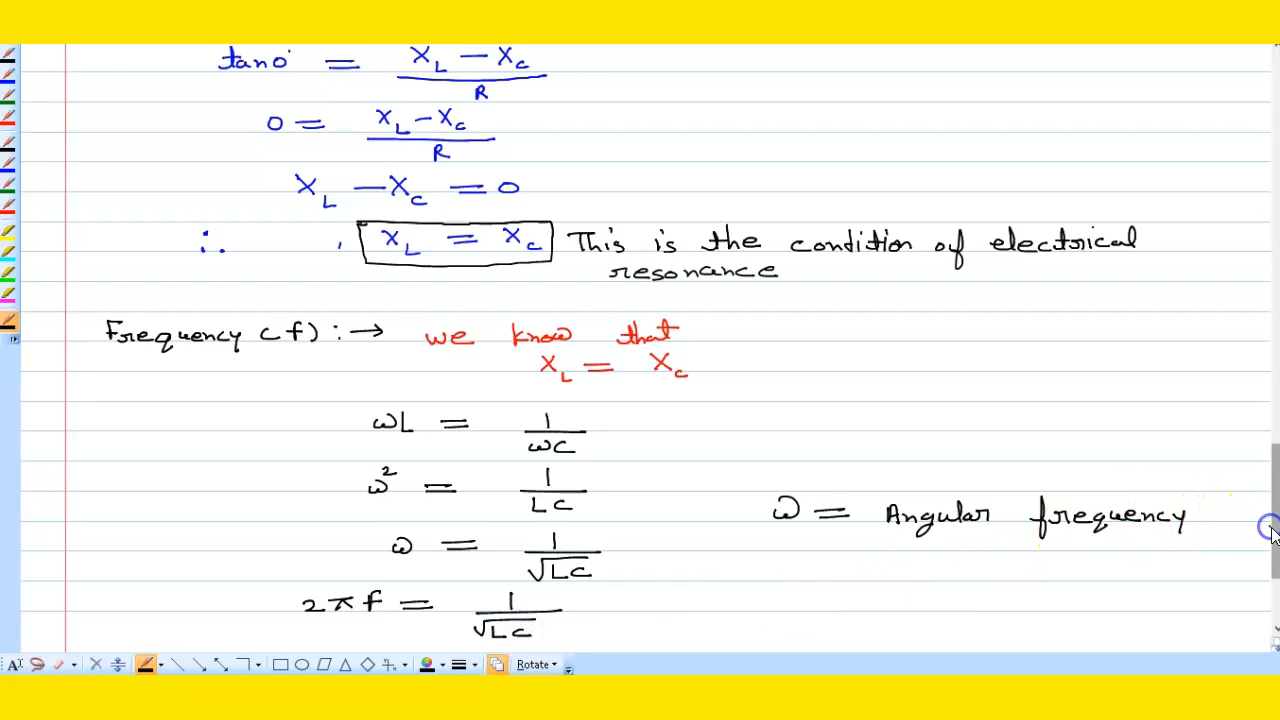 tan0° = X_L − X_C / R
0 = X_L − X_C / R
X_L − X_C = 0
∴ X_L = X_C This is the condition of electrical
resonance
Frequency (f) :→ we know that
X_L = X_C
ωL = 1/ωC
ω² = 1/LC
ω = Angular frequency
ω = 1/√LC
2πf = 1/√LC
Rotate